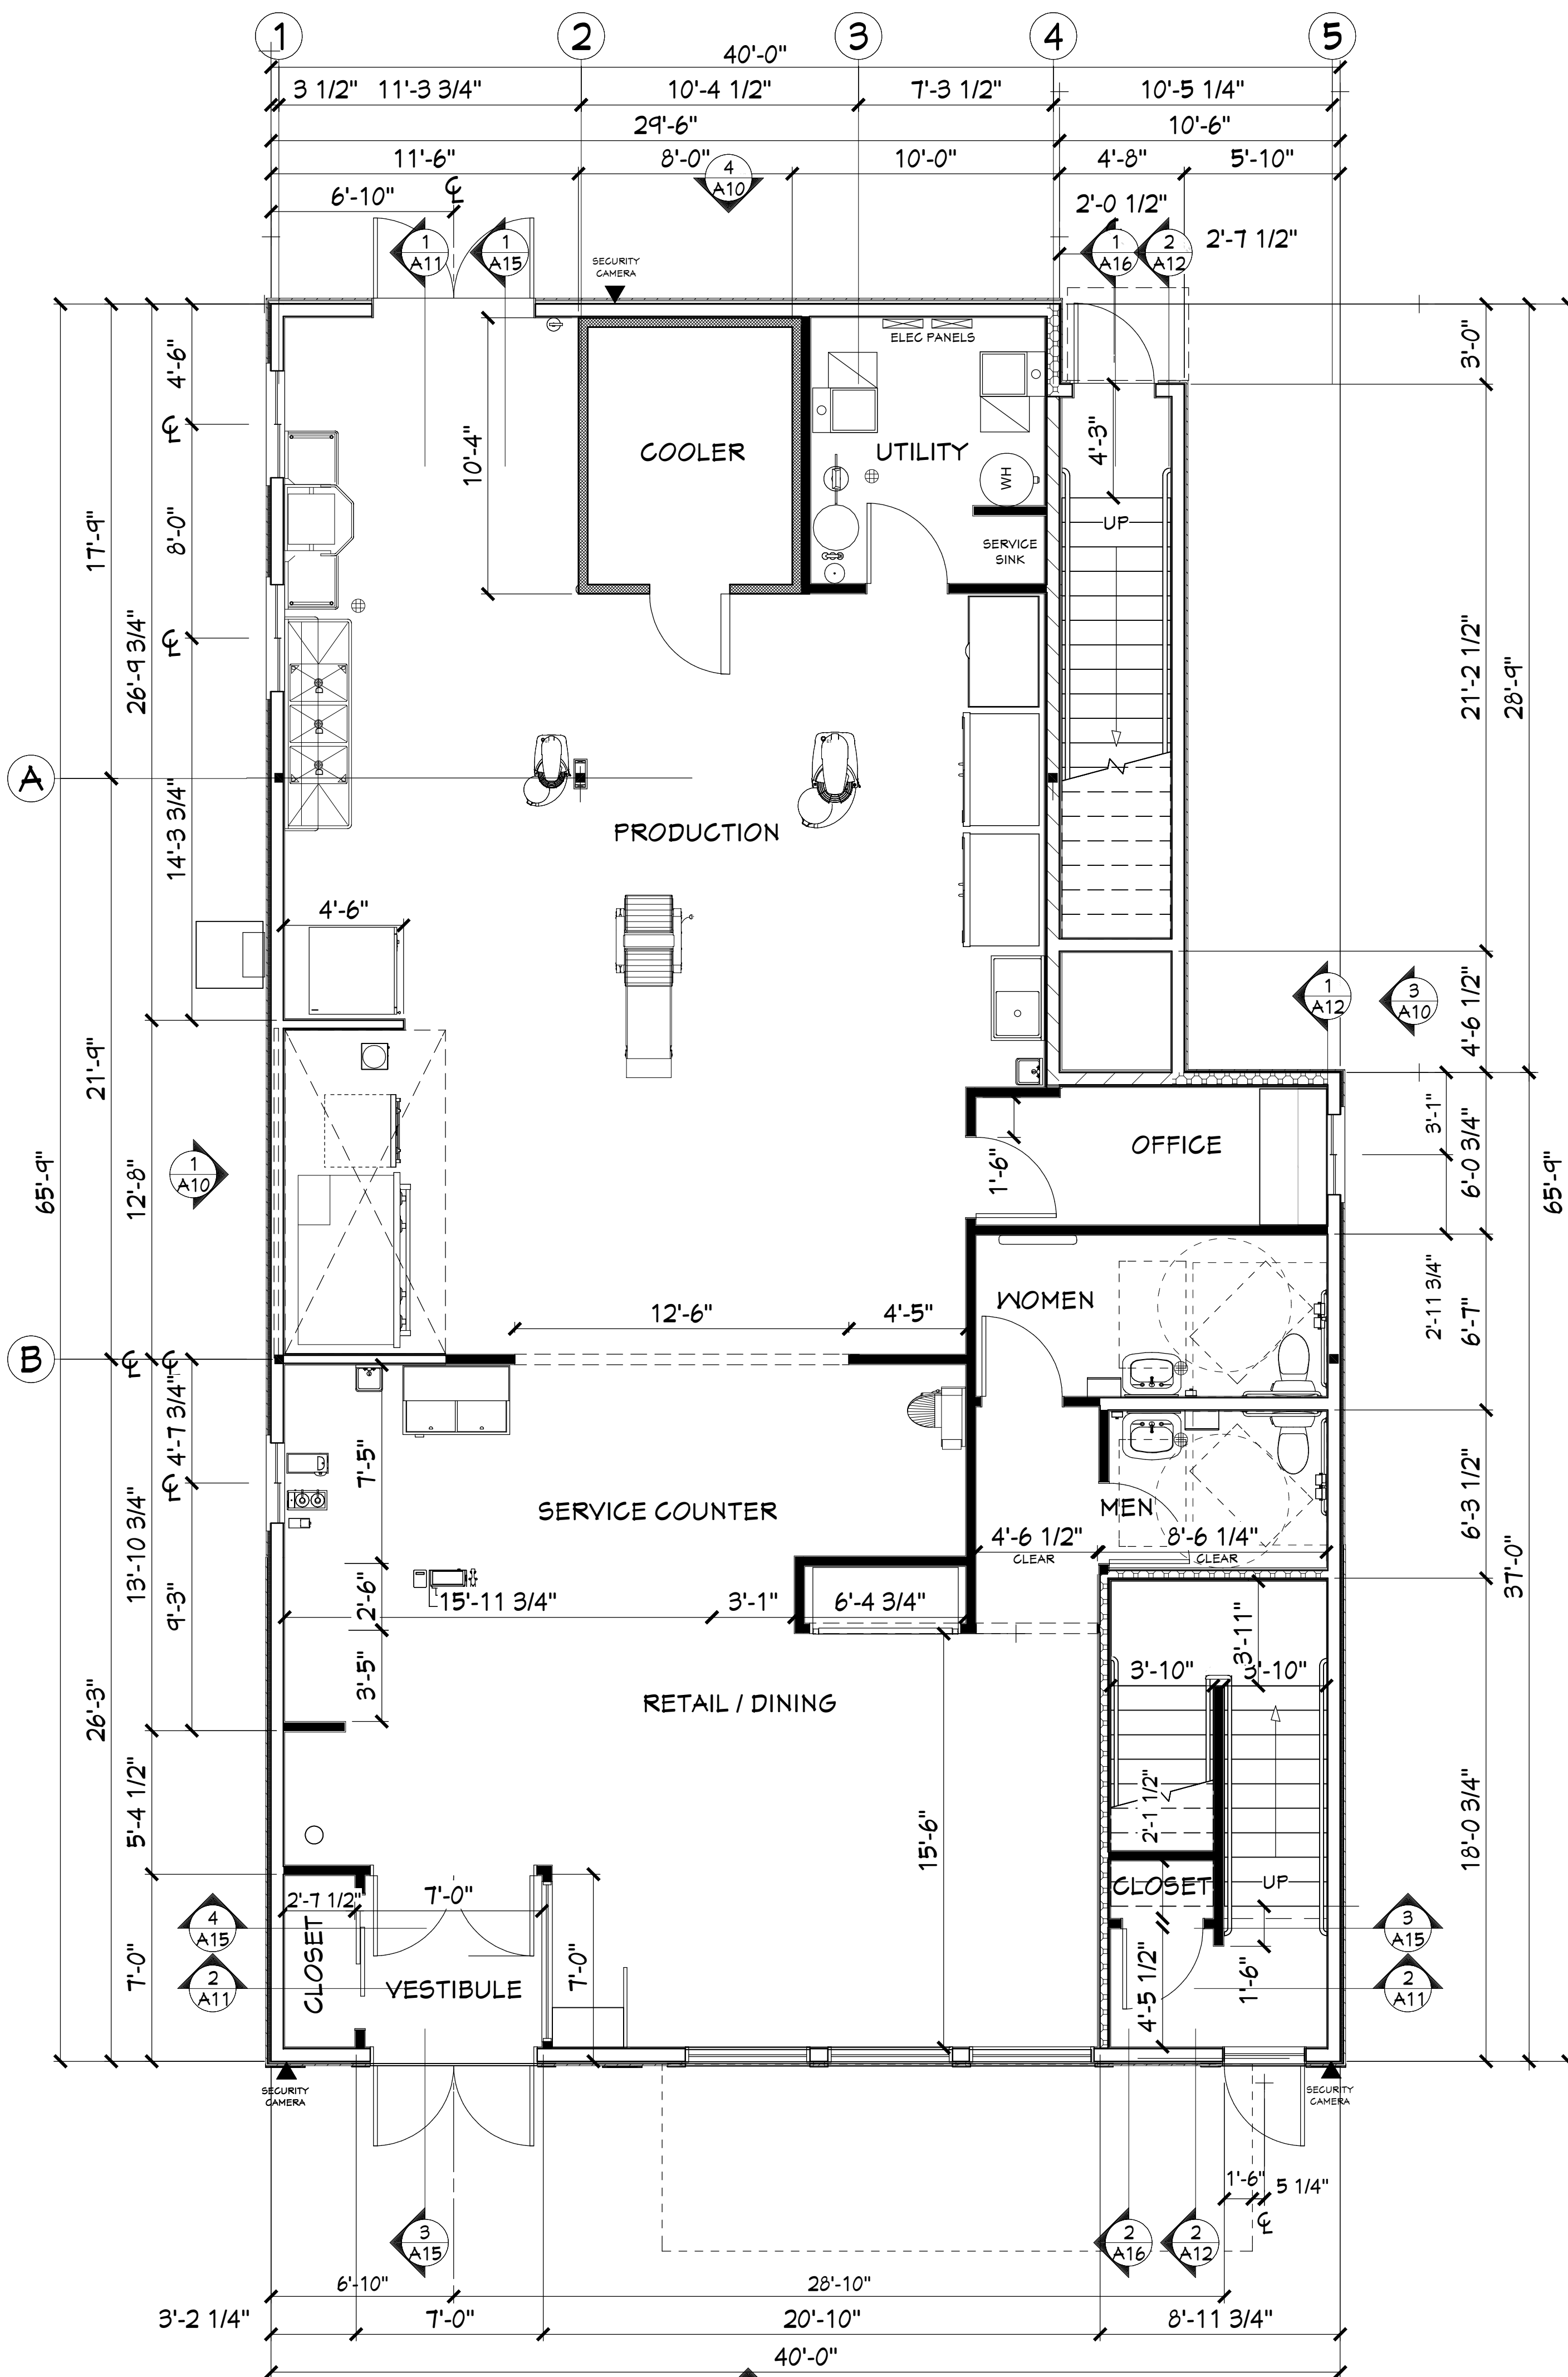 1 2 3 4 5
40'-0"
3 1/2" 11'-3 3/4" 10'-4 1/2" 7'-3 1/2" 10'-5 1/4"
29'-6" 10'-6"
11'-6" 8'-0" 10'-0" 4'-8" 5'-10"
4
A10
6'-10" ℄
2'-0 1/2"
2'-7 1/2"
1
A11
1
A15
1
A16
2
A12
SECURITY
CAMERA
ELEC PANELS
4'-6"
3'-0"
℄
10'-4"
COOLER
UTILITY
4'-3"
WH
UP
8'-0"
17'-9"
SERVICE
SINK
℄
26'-9 3/4"
21'-2 1/2"
28'-9"
A
14'-3 3/4"
PRODUCTION
4'-6"
1
A12
3
A10
4'-6 1/2"
21'-9"
3'-1"
OFFICE
1'-6"
6'-0 3/4"
65'-9"
12'-8"
1
A10
65'-9"
WOMEN
2'-11 3/4"
6'-7"
12'-6" 4'-5"
B
℄ ℄
4'-7 3/4"
7'-5"
℄
SERVICE COUNTER
MEN
6'-3 1/2"
13'-10 3/4"
4'-6 1/2"
CLEAR
8'-6 1/4"
CLEAR
37'-0"
9'-3"
2'-6"
15'-11 3/4" 3'-1" 6'-4 3/4"
3'-11"
3'-10" 3'-10"
3'-5"
26'-3"
RETAIL / DINING
5'-4 1/2"
2'-1 1/2"
15'-6"
18'-0 3/4"
CLOSET
UP
2'-7 1/2" 7'-0"
4
A15
3
A15
7'-0"
CLOSET
7'-0"
4'-5 1/2"
1'-6"
2
A11
VESTIBULE
2
A11
SECURITY
CAMERA
SECURITY
CAMERA
1'-6" 5 1/4"
℄
3
A15
2
A16
2
A12
6'-10" 28'-10"
3'-2 1/4" 7'-0" 20'-10" 8'-11 3/4"
40'-0"